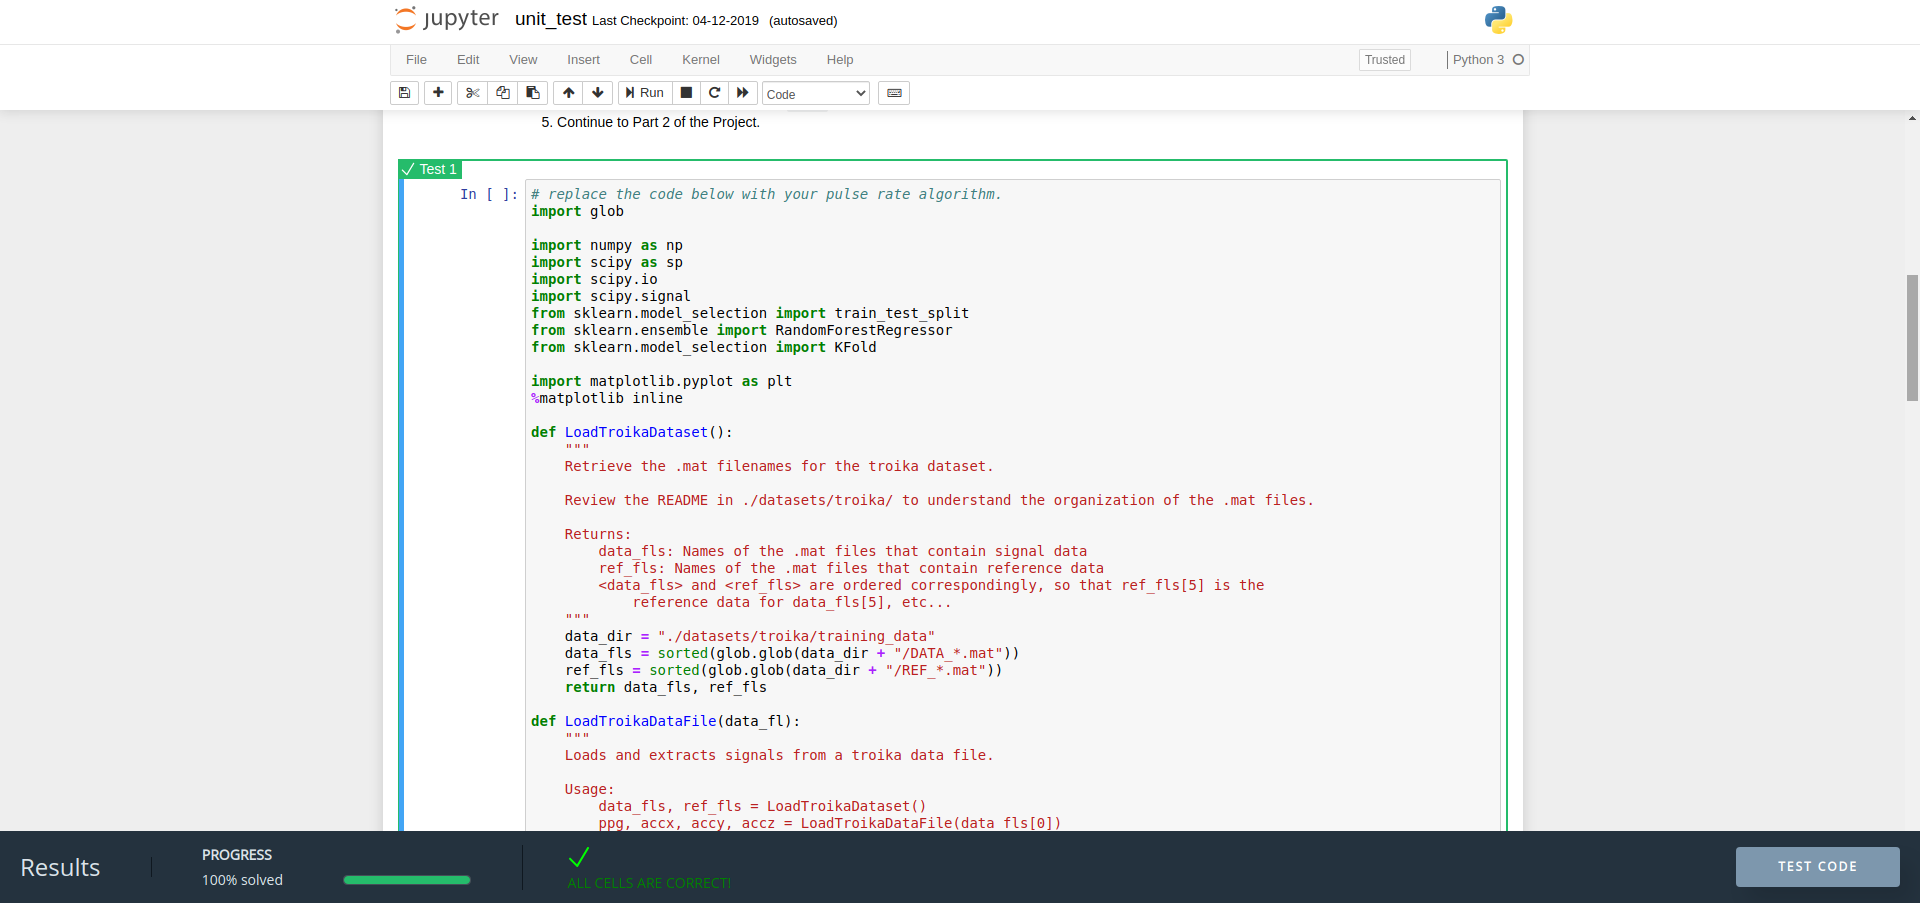 jupyter unit_test Last Checkpoint: 04-12-2019 (autosaved)
File Edit View Insert Cell Kernel Widgets Help Trusted Python 3
Run Code
5. Continue to Part 2 of the Project.
Test 1
In [ ]:
# replace the code below with your pulse rate algorithm.
import glob
import numpy as np
import scipy as sp
import scipy.io
import scipy.signal
from sklearn.model_selection import train_test_split
from sklearn.ensemble import RandomForestRegressor
from sklearn.model_selection import KFold
import matplotlib.pyplot as plt
%matplotlib inline
def LoadTroikaDataset():
    """
    Retrieve the .mat filenames for the troika dataset.
    Review the README in ./datasets/troika/ to understand the organization of the .mat files.
    Returns:
        data_fls: Names of the .mat files that contain signal data
        ref_fls: Names of the .mat files that contain reference data
        <data_fls> and <ref_fls> are ordered correspondingly, so that ref_fls[5] is the
            reference data for data_fls[5], etc...
    """
    data_dir = "./datasets/troika/training_data"
    data_fls = sorted(glob.glob(data_dir + "/DATA_*.mat"))
    ref_fls = sorted(glob.glob(data_dir + "/REF_*.mat"))
    return data_fls, ref_fls
def LoadTroikaDataFile(data_fl):
    """
    Loads and extracts signals from a troika data file.
    Usage:
        data_fls, ref_fls = LoadTroikaDataset()
        ppg, accx, accy, accz = LoadTroikaDataFile(data_fls[0])
Results
PROGRESS
100% solved
ALL CELLS ARE CORRECT!
TEST CODE